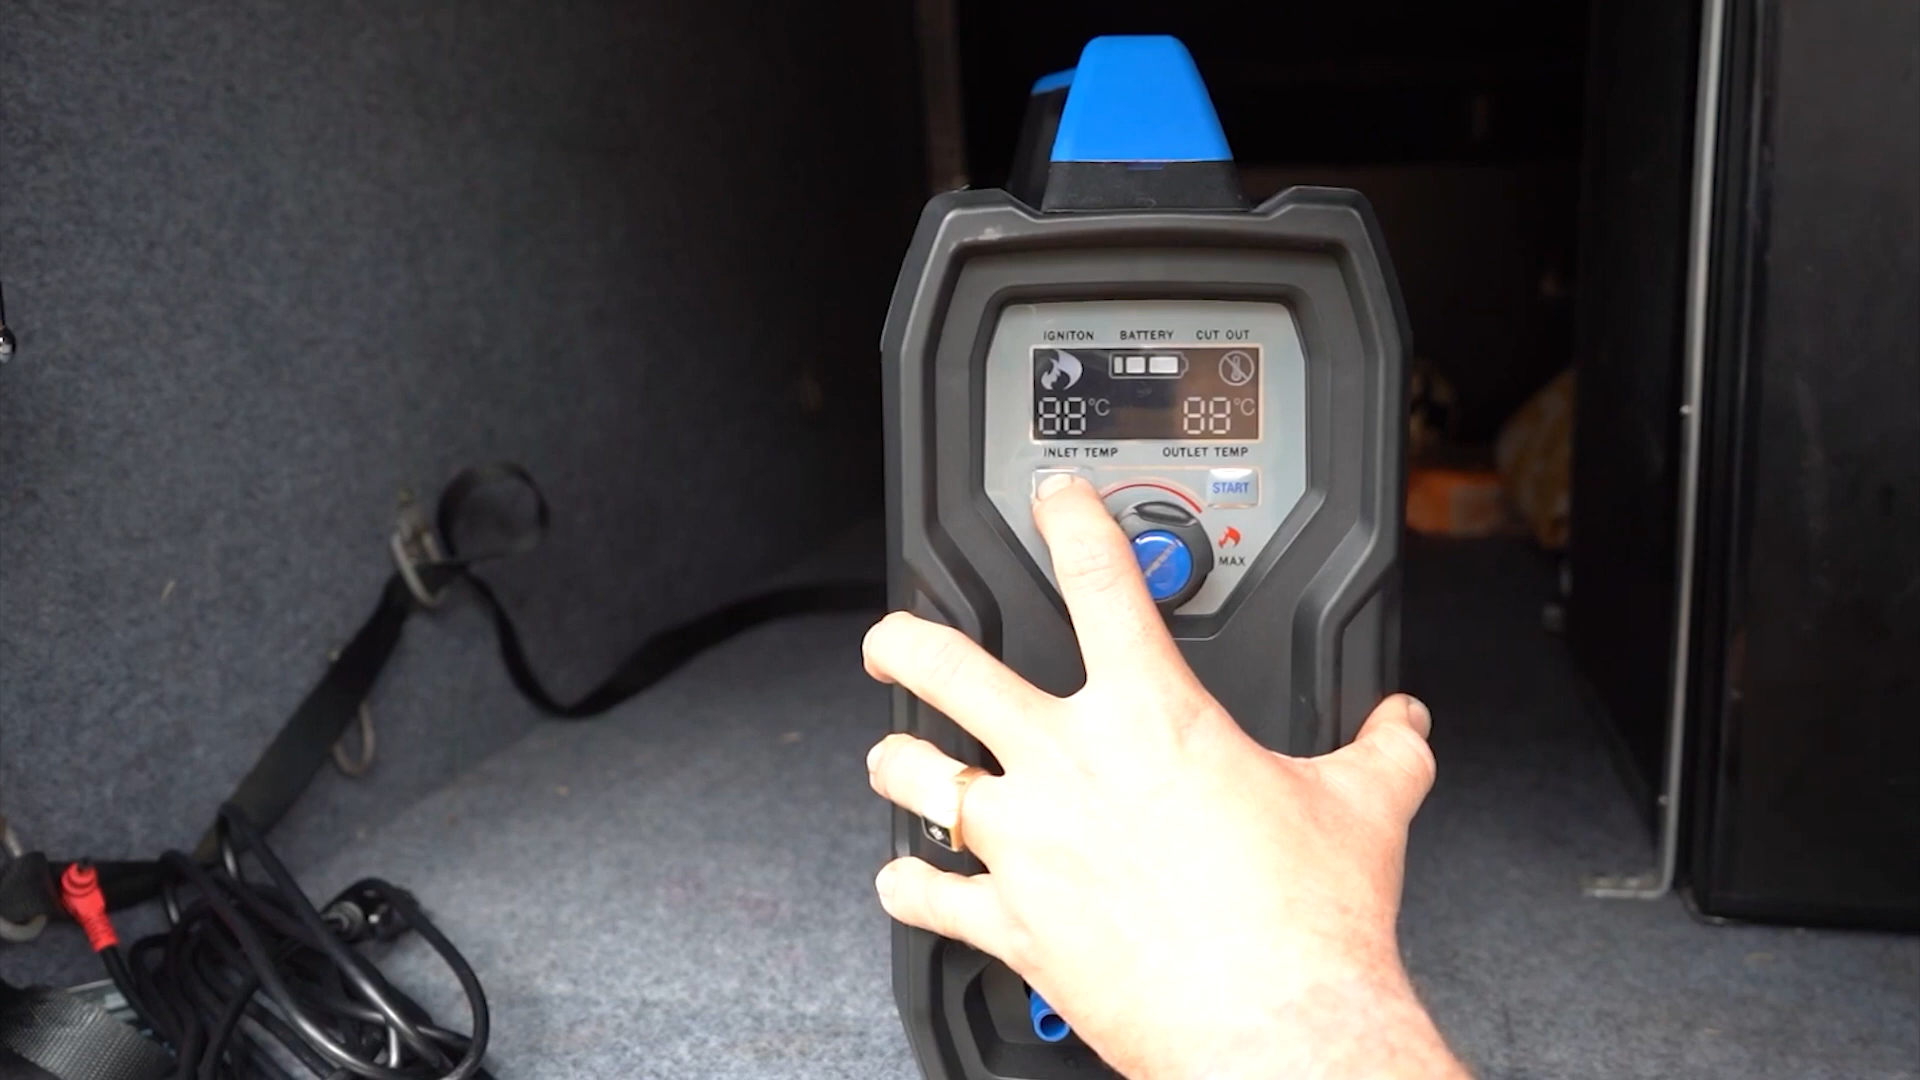 IGNITON BATTERY CUT OUT
88°C 88°C
INLET TEMP OUTLET TEMP
START
MAX